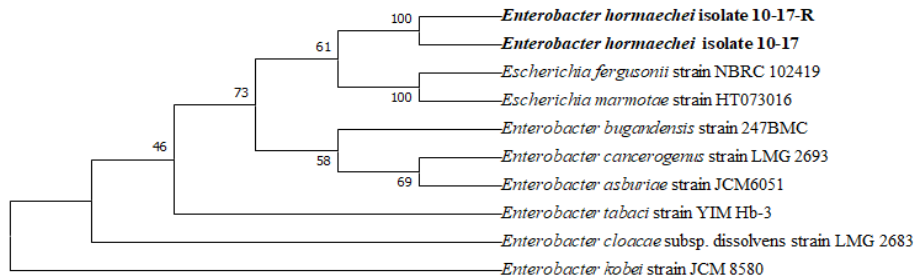 100
Enterobacter hormaechei isolate 10-17-R
61
Enterobacter hormaechei isolate 10-17
Escherichia fergusonii strain NBRC 102419
73
100
Escherichia marmotae strain HT073016
Enterobacter bugandensis strain 247BMC
46
58
Enterobacter cancerogenus strain LMG 2693
69
Enterobacter asburiae strain JCM6051
Enterobacter tabaci strain YIM Hb-3
Enterobacter cloacae subsp. dissolvens strain LMG 2683
Enterobacter kobei strain JCM 8580